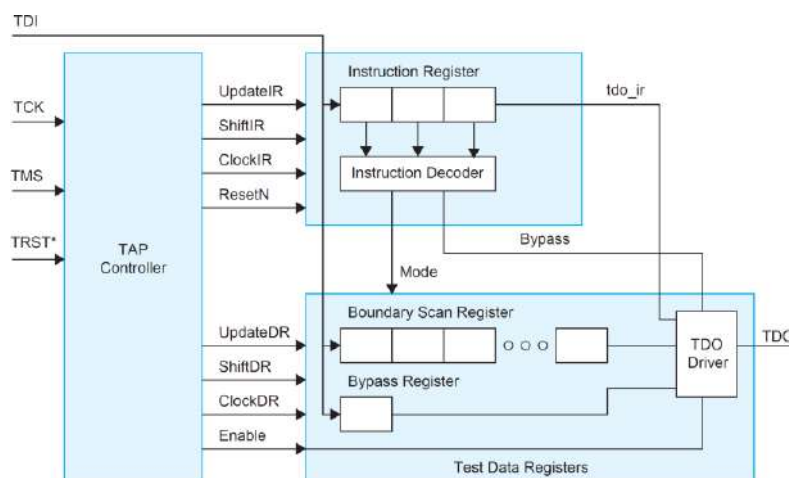 TDI
TCK
TMS
TRST*
TAP
Controller
UpdateIR
ShiftIR
ClockIR
ResetN
Instruction Register
tdo_ir
Instruction Decoder
Bypass
Mode
UpdateDR
ShiftDR
ClockDR
Enable
Boundary Scan Register
Bypass Register
TDO
Driver
TDO
Test Data Registers